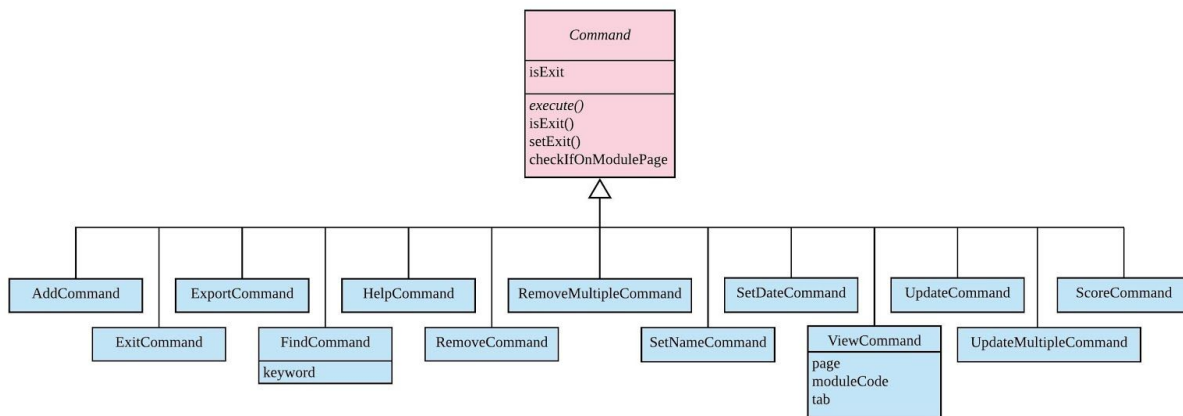 Command
isExit
execute()
isExit()
setExit()
checkIfOnModulePage
AddCommand
ExportCommand
HelpCommand
RemoveMultipleCommand
SetDateCommand
UpdateCommand
ScoreCommand
ExitCommand
FindCommand
keyword
RemoveCommand
SetNameCommand
ViewCommand
page
moduleCode
tab
UpdateMultipleCommand